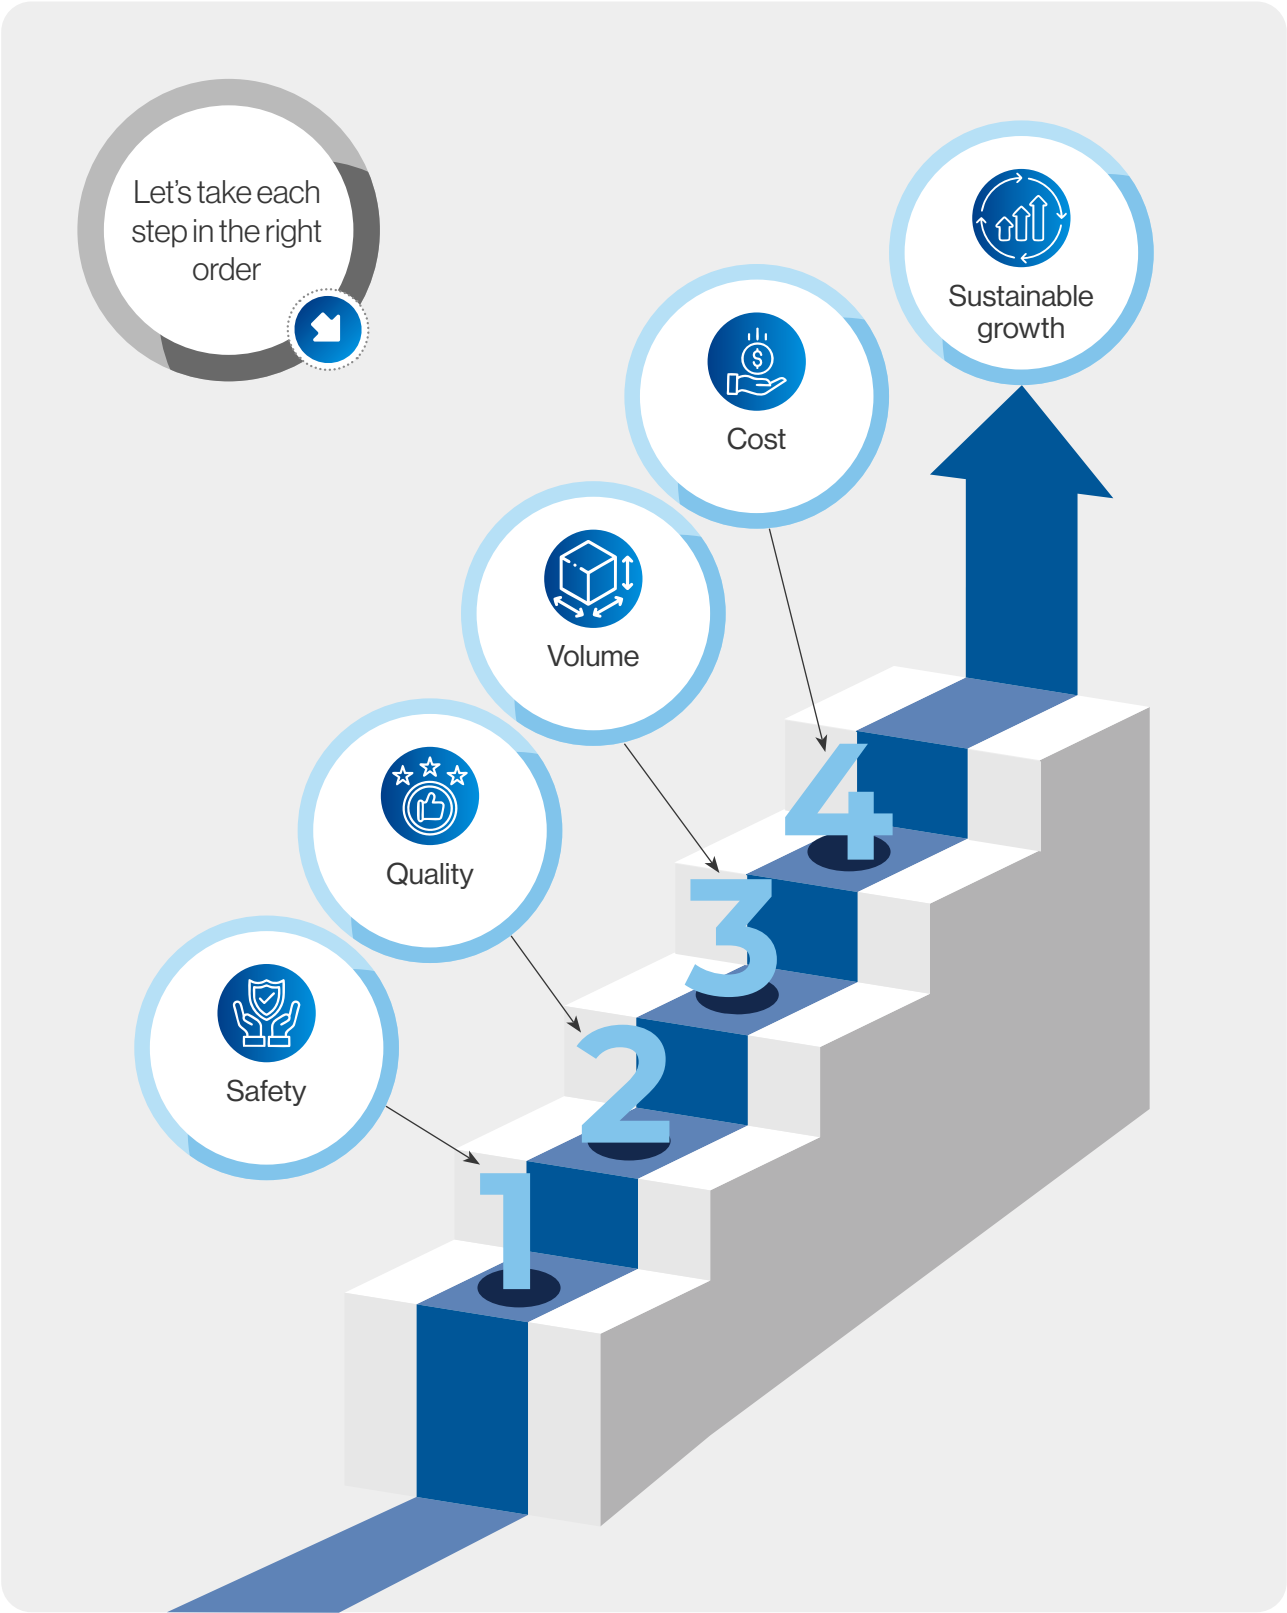 Let's take each
step in the right
order
Sustainable
growth
$
Cost
Volume
Quality
Safety
4
3
2
1